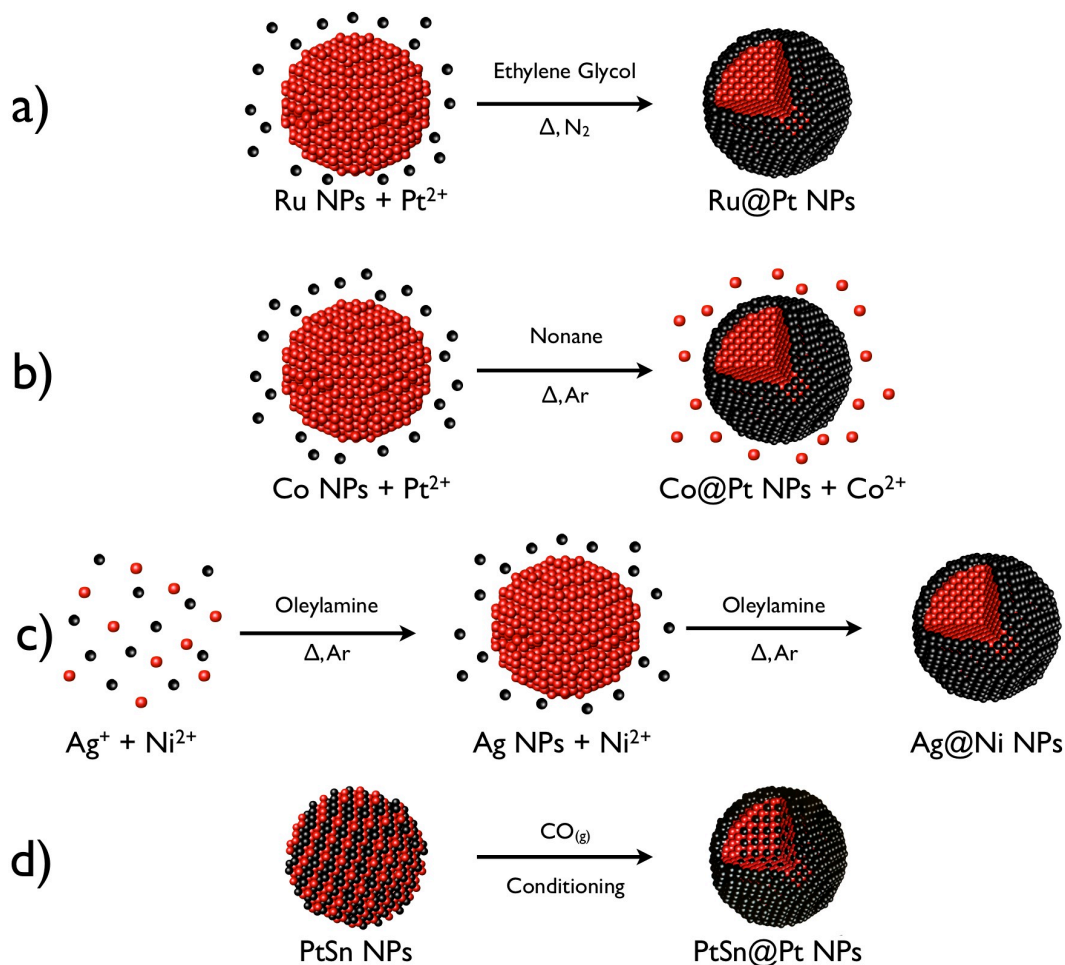 a)
Ethylene Glycol
Δ, N₂
Ru NPs + Pt²⁺
Ru@Pt NPs
b)
Nonane
Δ, Ar
Co NPs + Pt²⁺
Co@Pt NPs + Co²⁺
c)
Oleylamine
Δ, Ar
Oleylamine
Δ, Ar
Ag⁺ + Ni²⁺
Ag NPs + Ni²⁺
Ag@Ni NPs
d)
CO₍g₎
Conditioning
PtSn NPs
PtSn@Pt NPs